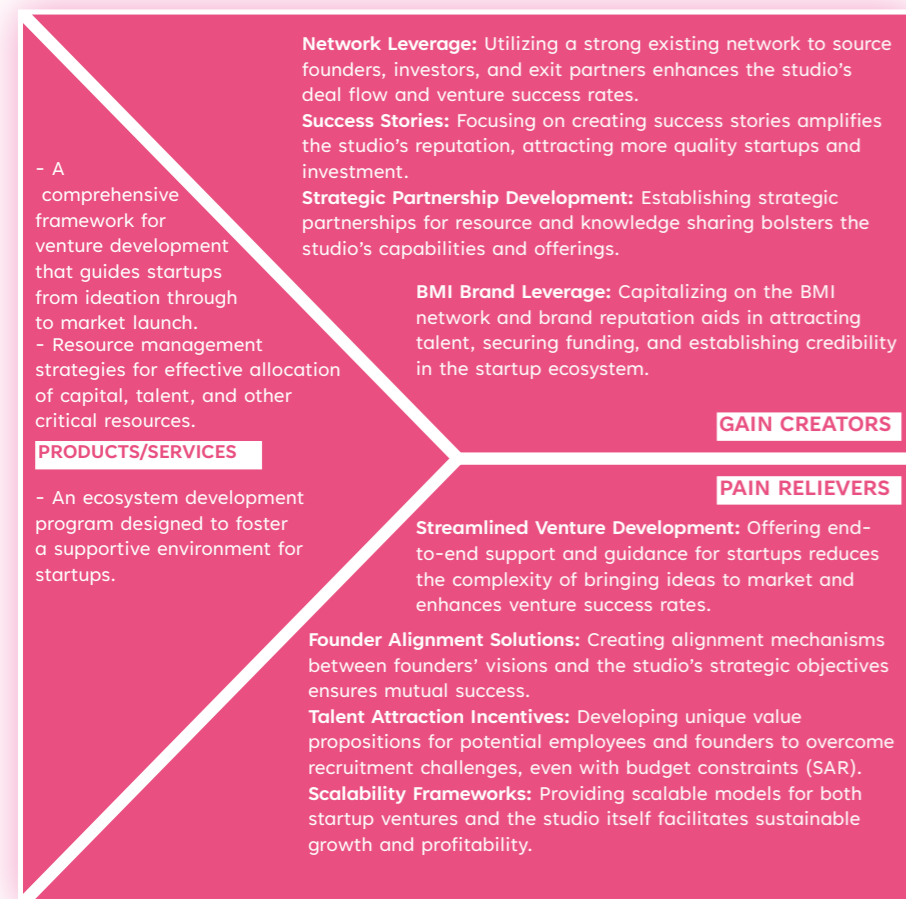 Network Leverage: Utilizing a strong existing network to source
founders, investors, and exit partners enhances the studio's
deal flow and venture success rates.
Success Stories: Focusing on creating success stories amplifies
the studio's reputation, attracting more quality startups and
investment.
Strategic Partnership Development: Establishing strategic
partnerships for resource and knowledge sharing bolsters the
studio's capabilities and offerings.
BMI Brand Leverage: Capitalizing on the BMI
network and brand reputation aids in attracting
talent, securing funding, and establishing credibility
in the startup ecosystem.
GAIN CREATORS
- A
comprehensive
framework for
venture development
that guides startups
from ideation through
to market launch.
- Resource management
strategies for effective allocation
of capital, talent, and other
critical resources.
PRODUCTS/SERVICES
- An ecosystem development
program designed to foster
a supportive environment for
startups.
PAIN RELIEVERS
Streamlined Venture Development: Offering end-
to-end support and guidance for startups reduces
the complexity of bringing ideas to market and
enhances venture success rates.
Founder Alignment Solutions: Creating alignment mechanisms
between founders' visions and the studio's strategic objectives
ensures mutual success.
Talent Attraction Incentives: Developing unique value
propositions for potential employees and founders to overcome
recruitment challenges, even with budget constraints (SAR).
Scalability Frameworks: Providing scalable models for both
startup ventures and the studio itself facilitates sustainable
growth and profitability.